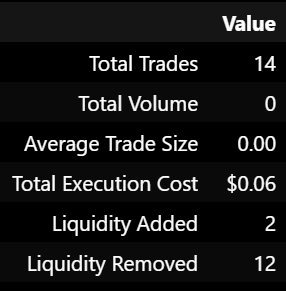 Value
Total Trades 14
Total Volume 0
Average Trade Size 0.00
Total Execution Cost $0.06
Liquidity Added 2
Liquidity Removed 12